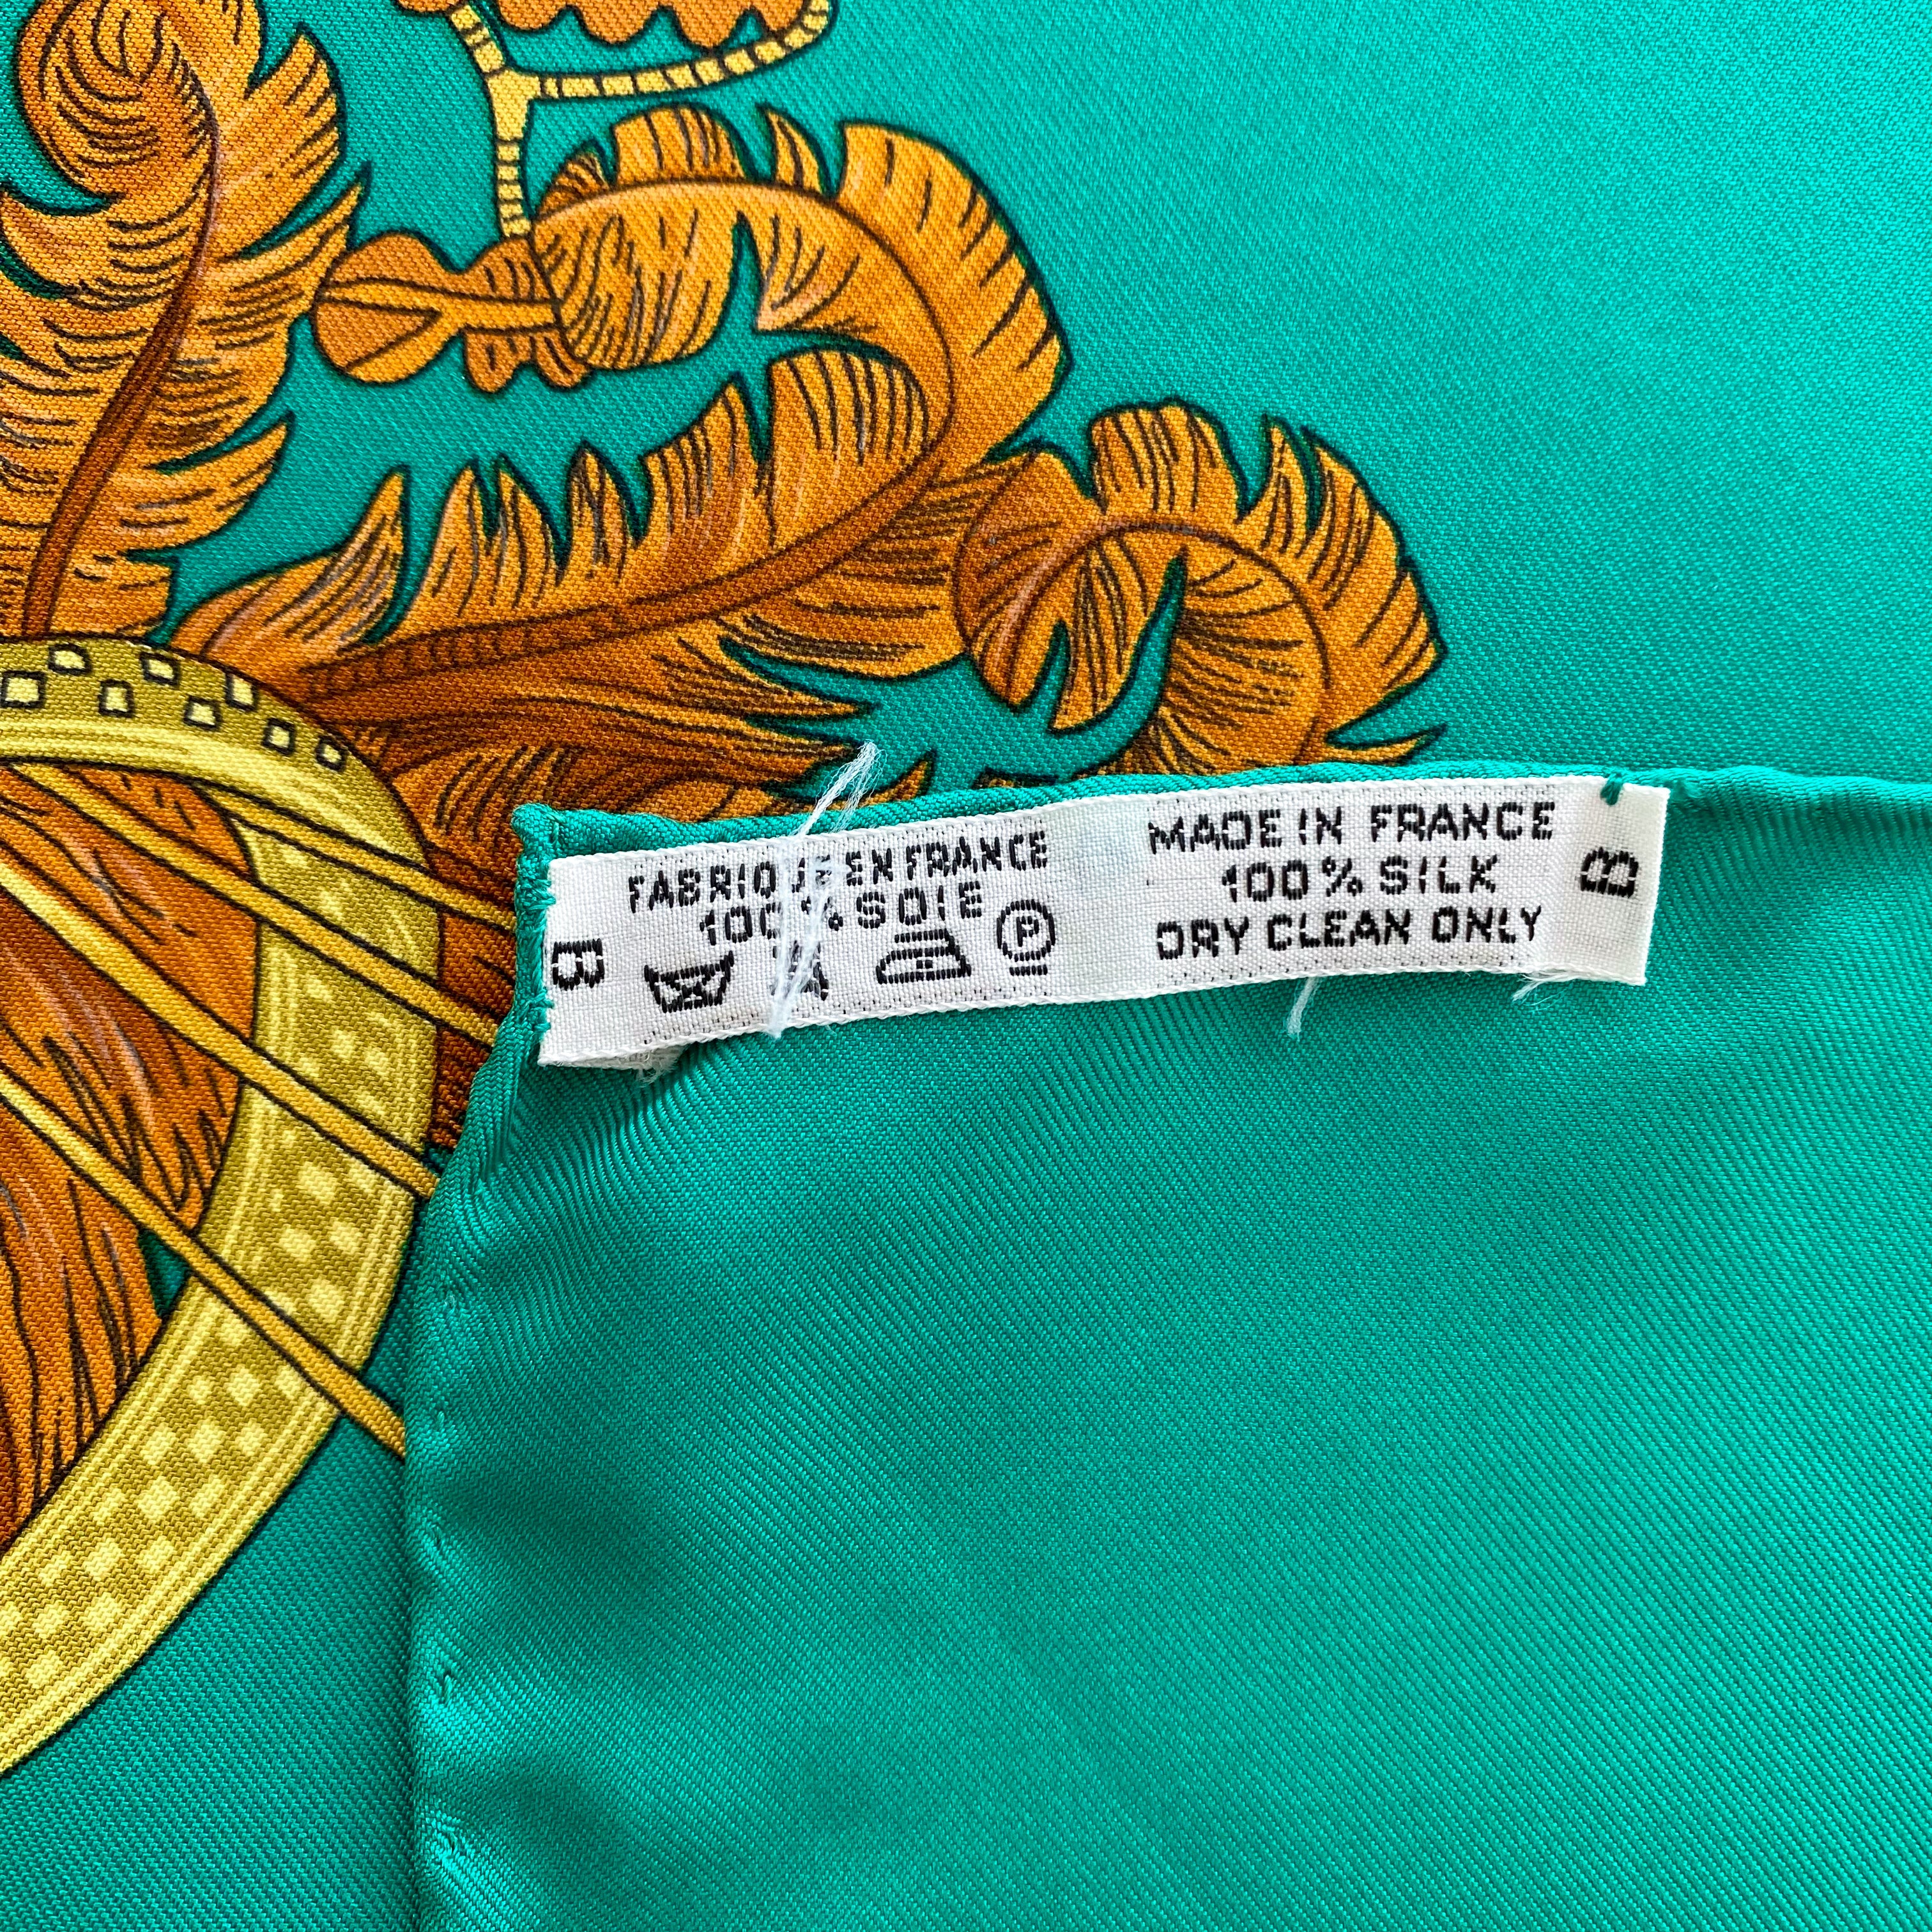 FABRIQUE EN FRANCE
100% SOIE
P
B
MADE IN FRANCE
100% SILK
DRY CLEAN ONLY
B